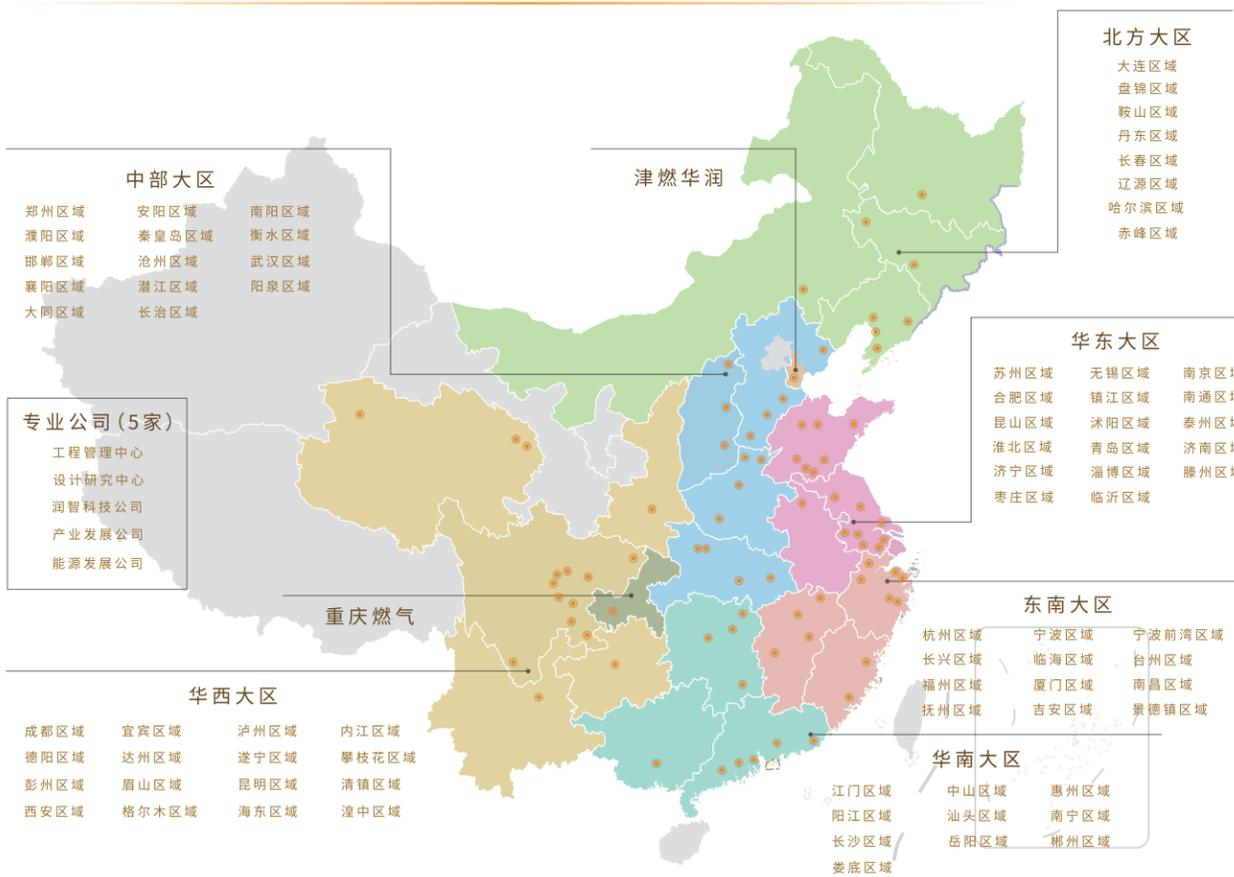 北方大区
大连区域
盘锦区域
鞍山区域
丹东区域
长春区域
辽源区域
哈尔滨区域
赤峰区域
中部大区
郑州区域 安阳区域 南阳区域
濮阳区域 秦皇岛区域 衡水区域
邯郸区域 沧州区域 武汉区域
襄阳区域 潜江区域 阳泉区域
大同区域 长治区域
津燃华润
华东大区
苏州区域 无锡区域 南京区
合肥区域 镇江区域 南通区
昆山区域 沭阳区域 泰州区
淮北区域 青岛区域 济南区
济宁区域 淄博区域 滕州区
枣庄区域 临沂区域
专业公司(5家)
工程管理中心
设计研究中心
润智科技公司
产业发展公司
能源发展公司
重庆燃气
东南大区
杭州区域 宁波区域 宁波前湾区域
长兴区域 临海区域 台州区域
福州区域 厦门区域 南昌区域
抚州区域 吉安区域 景德镇区域
华西大区
成都区域 宜宾区域 泸州区域 内江区域
德阳区域 达州区域 遂宁区域 攀枝花区域
彭州区域 眉山区域 昆明区域 清镇区域
西安区域 格尔木区域 海东区域 湟中区域
华南大区
江门区域 中山区域 惠州区域
阳江区域 汕头区域 南宁区域
长沙区域 岳阳区域 郴州区域
娄底区域